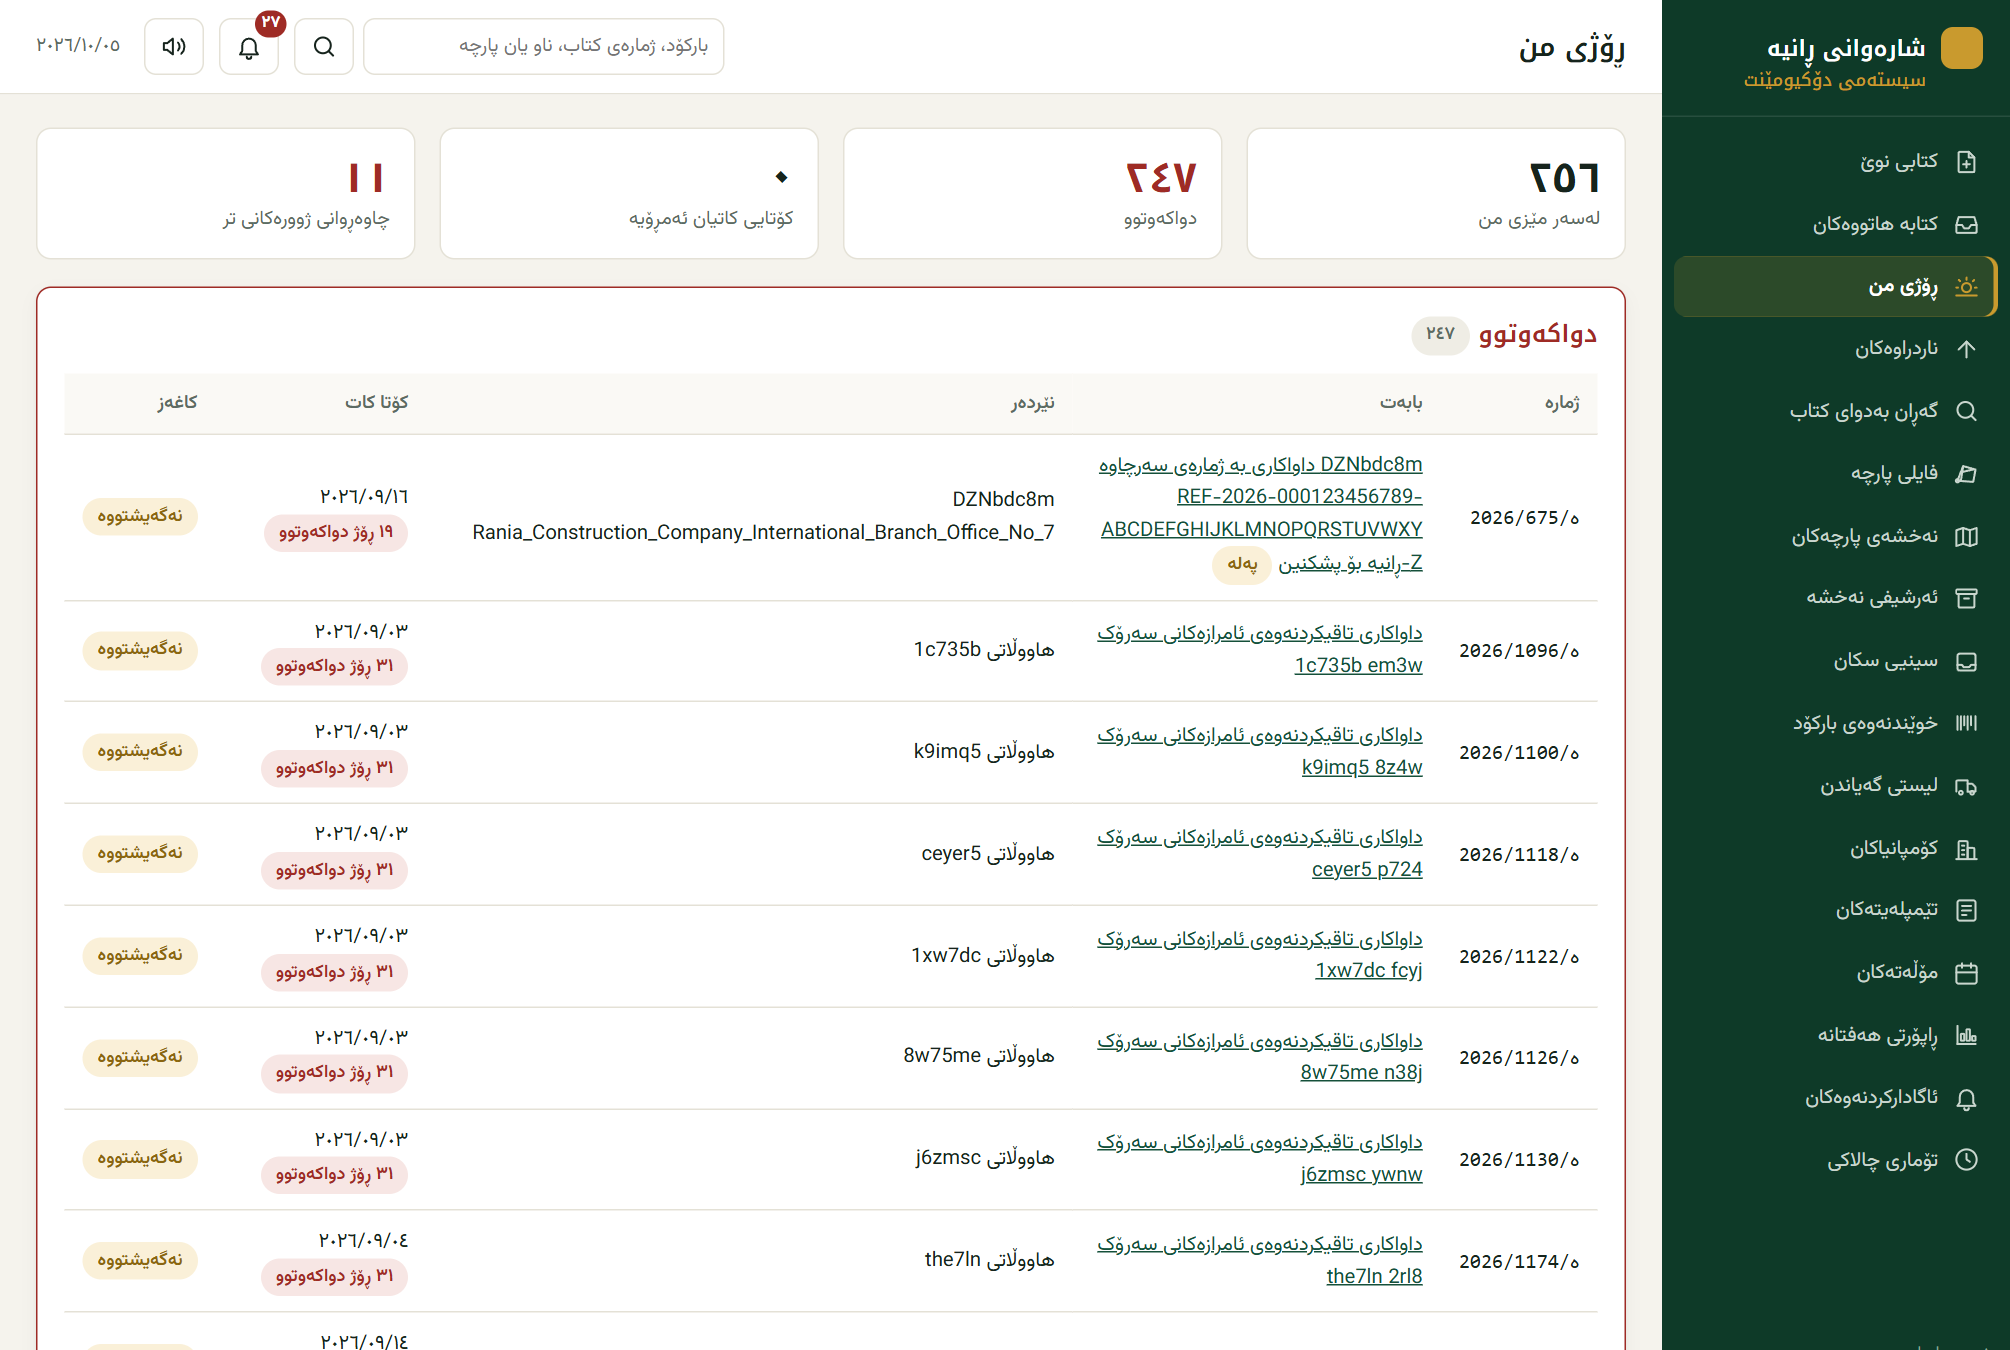 شارەوانی ڕانیە
سیستەمی دۆکیومێنت
کتابی نوێ
کتابە هاتووەکان
ڕۆژی من
ناردراوەکان
گەڕان بەدوای کتاب
فایلی پارچە
نەخشەی پارچەکان
ئەرشیفی نەخشە
سینیی سکان
خوێندنەوەی بارکۆد
لیستی گەیاندن
کۆمپانیاکان
تێمپلەیتەکان
مۆڵەتەکان
ڕاپۆرتی هەفتانە
ئاگادارکردنەوەکان
تۆماری چالاکی
ڕۆژی من
بارکۆد، ژمارەی کتاب، ناو یان پارچە
٢٧
٢٠٢٦/١٠/٠٥
٢٥٦
لەسەر مێزی من
٢٤٧
دواکەوتوو
٠
کۆتایی کاتیان ئەمڕۆیە
١١
چاوەڕوانی ژوورەکانی تر
دواکەوتوو ٢٤٧
ژمارە بابەت نێردەر کۆتا کات کاغەز
ە/2026/675
DZNbdc8m داواکاری بە ژمارەی سەرچاوە
REF-2026-000123456789-
ABCDEFGHIJKLMNOPQRSTUVWXY
Z-ڕانیە بۆ پشکنین پەلە
DZNbdc8m
Rania_Construction_Company_International_Branch_Office_No_7
٢٠٢٦/٠٩/١٦
١٩ ڕۆژ دواکەوتوو
نەگەیشتووە
ە/2026/1096
داواکاری تاقیکردنەوەی ئامرازەکانی سەرۆک
1c735b em3w
هاووڵاتی 1c735b
٢٠٢٦/٠٩/٠٣
٣١ ڕۆژ دواکەوتوو
نەگەیشتووە
ە/2026/1100
داواکاری تاقیکردنەوەی ئامرازەکانی سەرۆک
k9imq5 8z4w
هاووڵاتی k9imq5
٢٠٢٦/٠٩/٠٣
٣١ ڕۆژ دواکەوتوو
نەگەیشتووە
ە/2026/1118
داواکاری تاقیکردنەوەی ئامرازەکانی سەرۆک
ceyer5 p724
هاووڵاتی ceyer5
٢٠٢٦/٠٩/٠٣
٣١ ڕۆژ دواکەوتوو
نەگەیشتووە
ە/2026/1122
داواکاری تاقیکردنەوەی ئامرازەکانی سەرۆک
1xw7dc fcyj
هاووڵاتی 1xw7dc
٢٠٢٦/٠٩/٠٣
٣١ ڕۆژ دواکەوتوو
نەگەیشتووە
ە/2026/1126
داواکاری تاقیکردنەوەی ئامرازەکانی سەرۆک
8w75me n38j
هاووڵاتی 8w75me
٢٠٢٦/٠٩/٠٣
٣١ ڕۆژ دواکەوتوو
نەگەیشتووە
ە/2026/1130
داواکاری تاقیکردنەوەی ئامرازەکانی سەرۆک
j6zmsc ywnw
هاووڵاتی j6zmsc
٢٠٢٦/٠٩/٠٣
٣١ ڕۆژ دواکەوتوو
نەگەیشتووە
ە/2026/1174
داواکاری تاقیکردنەوەی ئامرازەکانی سەرۆک
the7ln 2rl8
هاووڵاتی the7ln
٢٠٢٦/٠٩/٠٤
٣١ ڕۆژ دواکەوتوو
نەگەیشتووە
٢٠٢٦/٠٩/١٤